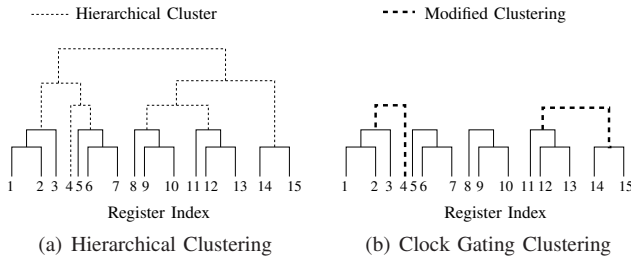 Hierarchical Cluster
Modified Clustering
1 2 3 4 5 6 7 8 9 10 11 12 13 14 15
1 2 3 4 5 6 7 8 9 10 11 12 13 14 15
Register Index
Register Index
(a) Hierarchical Clustering
(b) Clock Gating Clustering